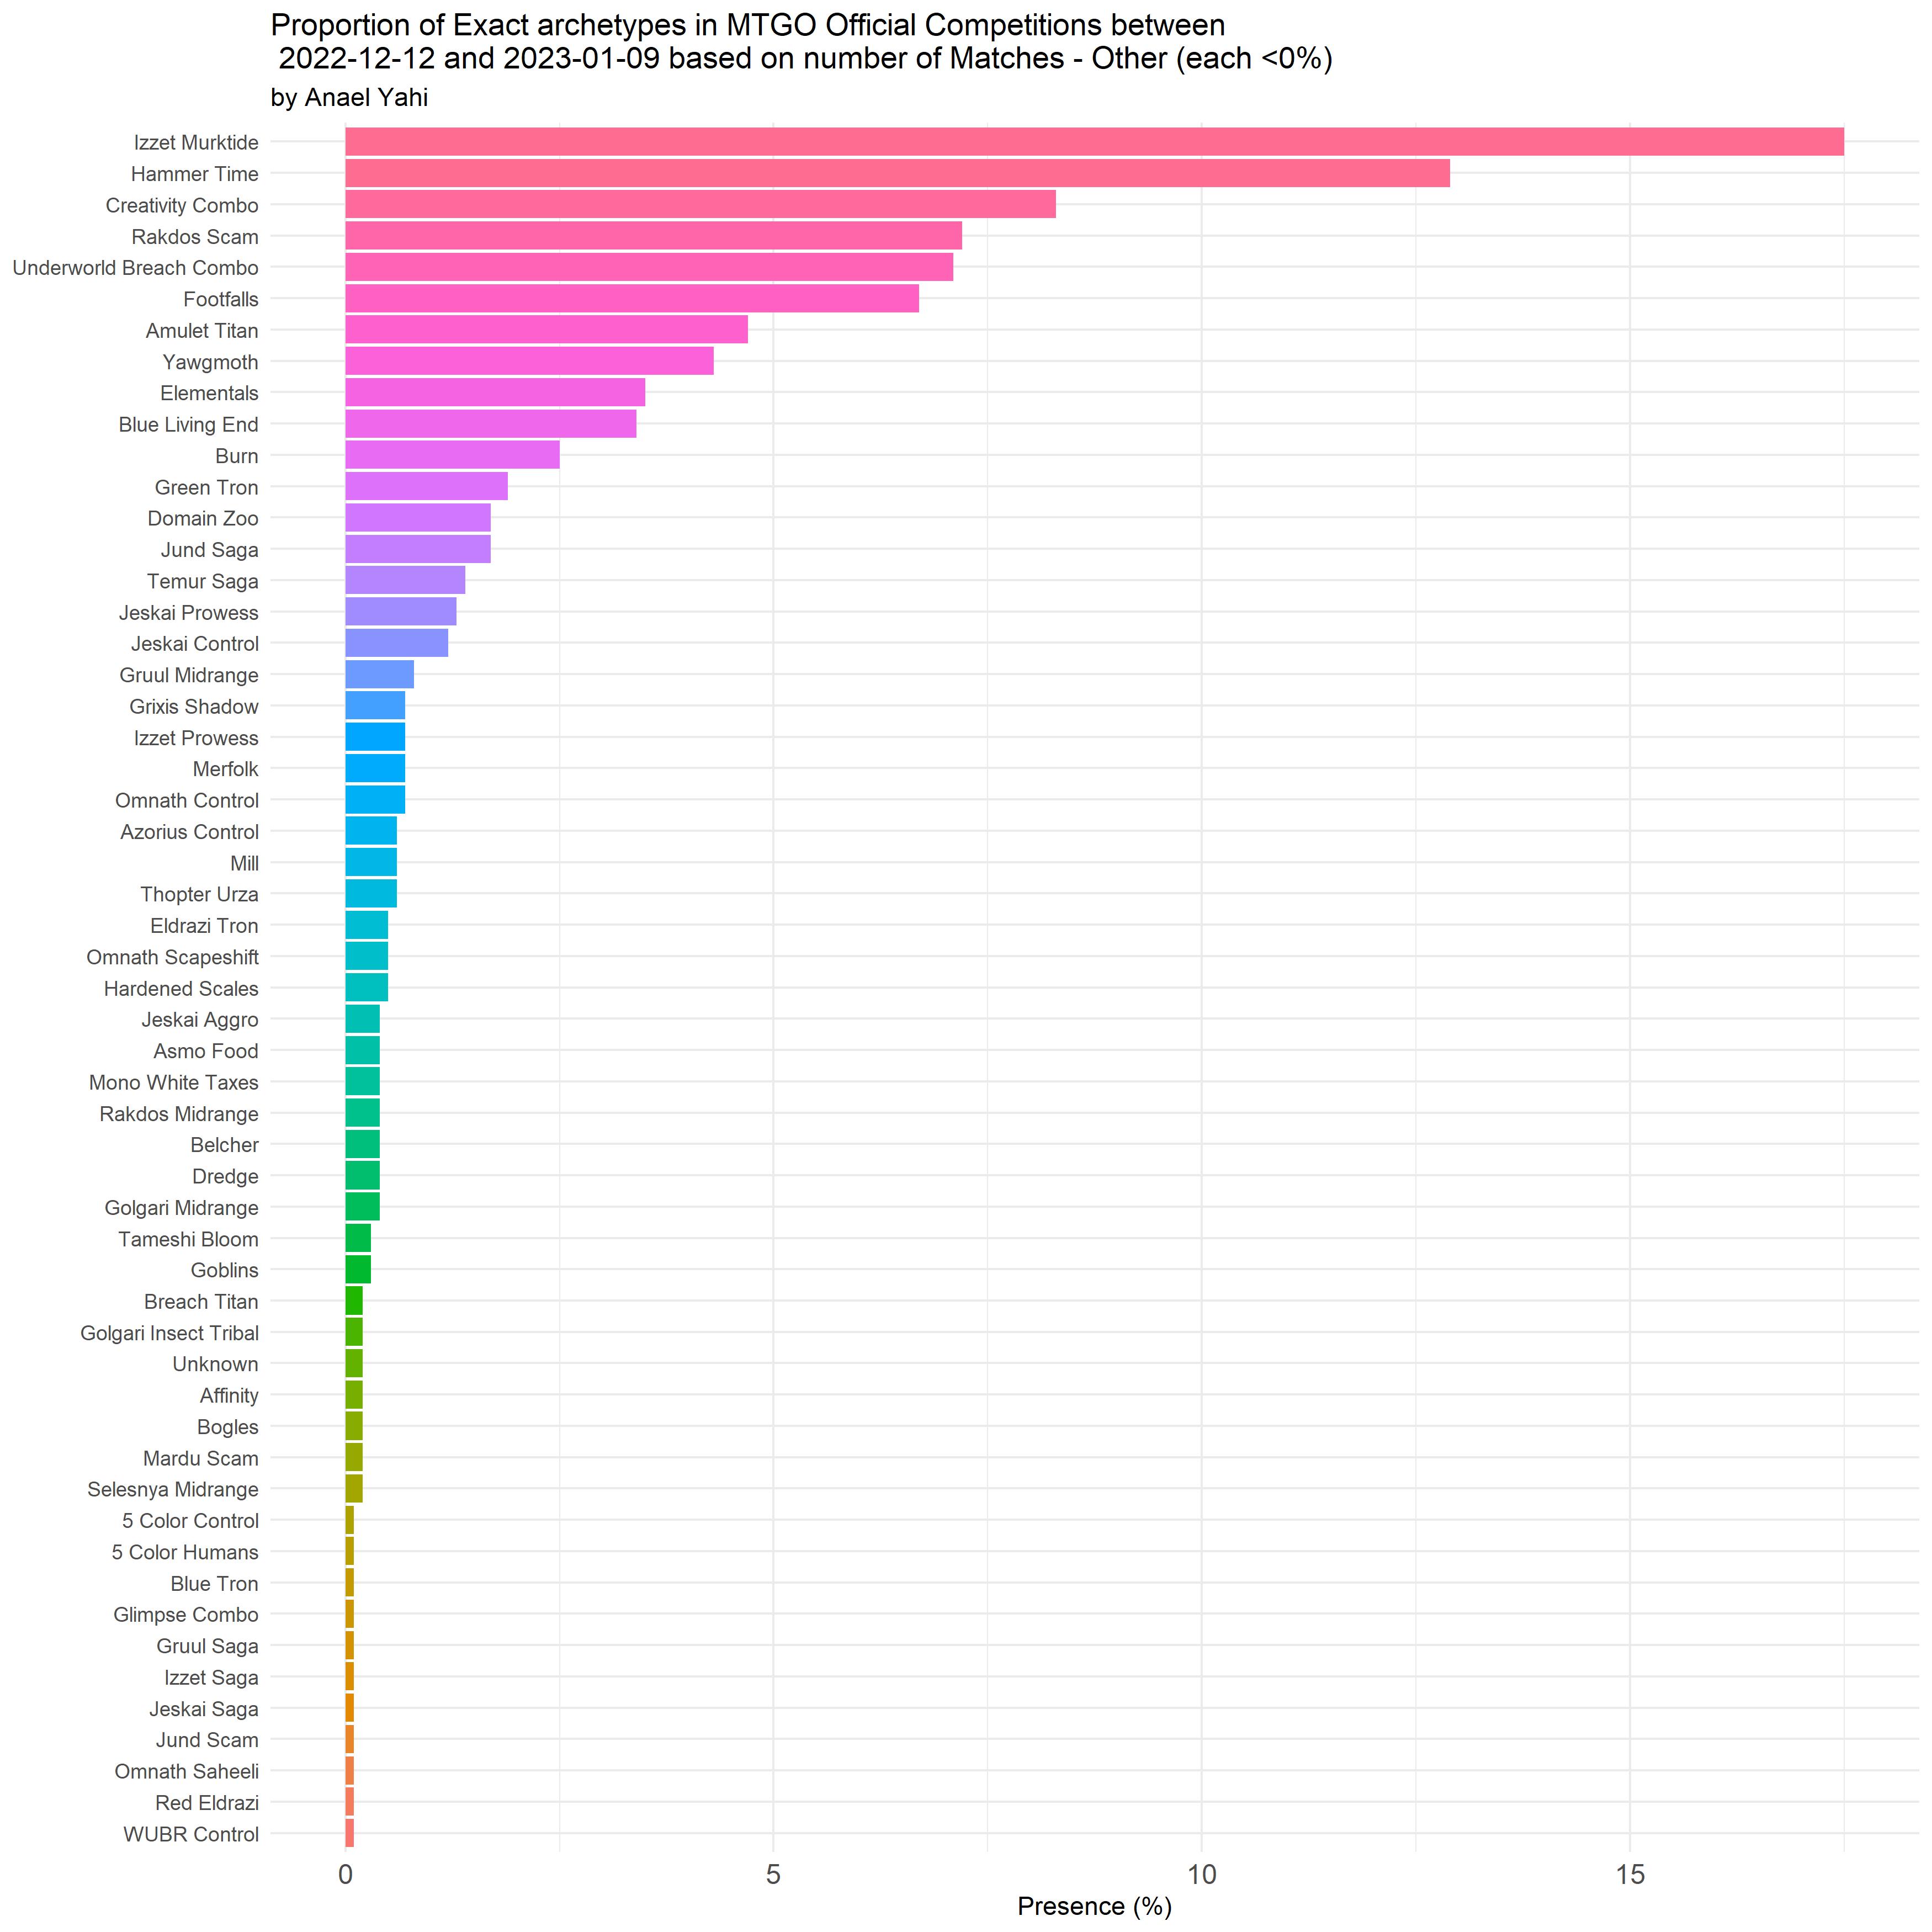 Proportion of Exact archetypes in MTGO Official Competitions between
2022-12-12 and 2023-01-09 based on number of Matches - Other (each <0%)
by Anael Yahi
Izzet Murktide
Hammer Time
Creativity Combo
Rakdos Scam
Underworld Breach Combo
Footfalls
Amulet Titan
Yawgmoth
Elementals
Blue Living End
Burn
Green Tron
Domain Zoo
Jund Saga
Temur Saga
Jeskai Prowess
Jeskai Control
Gruul Midrange
Grixis Shadow
Izzet Prowess
Merfolk
Omnath Control
Azorius Control
Mill
Thopter Urza
Eldrazi Tron
Omnath Scapeshift
Hardened Scales
Jeskai Aggro
Asmo Food
Mono White Taxes
Rakdos Midrange
Belcher
Dredge
Golgari Midrange
Tameshi Bloom
Goblins
Breach Titan
Golgari Insect Tribal
Unknown
Affinity
Bogles
Mardu Scam
Selesnya Midrange
5 Color Control
5 Color Humans
Blue Tron
Glimpse Combo
Gruul Saga
Izzet Saga
Jeskai Saga
Jund Scam
Omnath Saheeli
Red Eldrazi
WUBR Control
0 5 10 15
Presence (%)